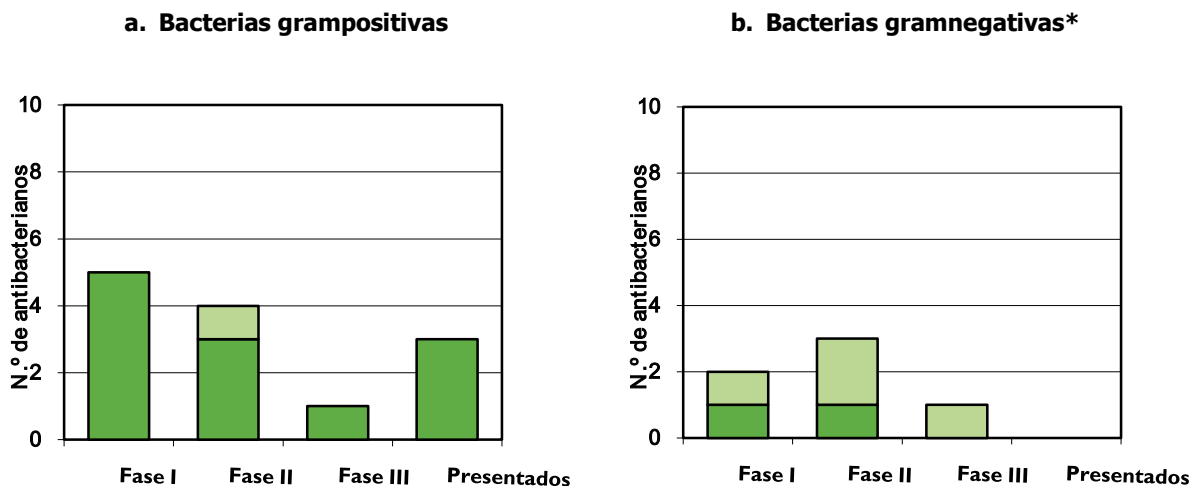 a. Bacterias grampositivas
10
8
6
4
2
0
N.º de antibacterianos
Fase I Fase II Fase III Presentados
b. Bacterias gramnegativas*
10
8
6
4
2
0
N.º de antibacterianos
Fase I Fase II Fase III Presentados